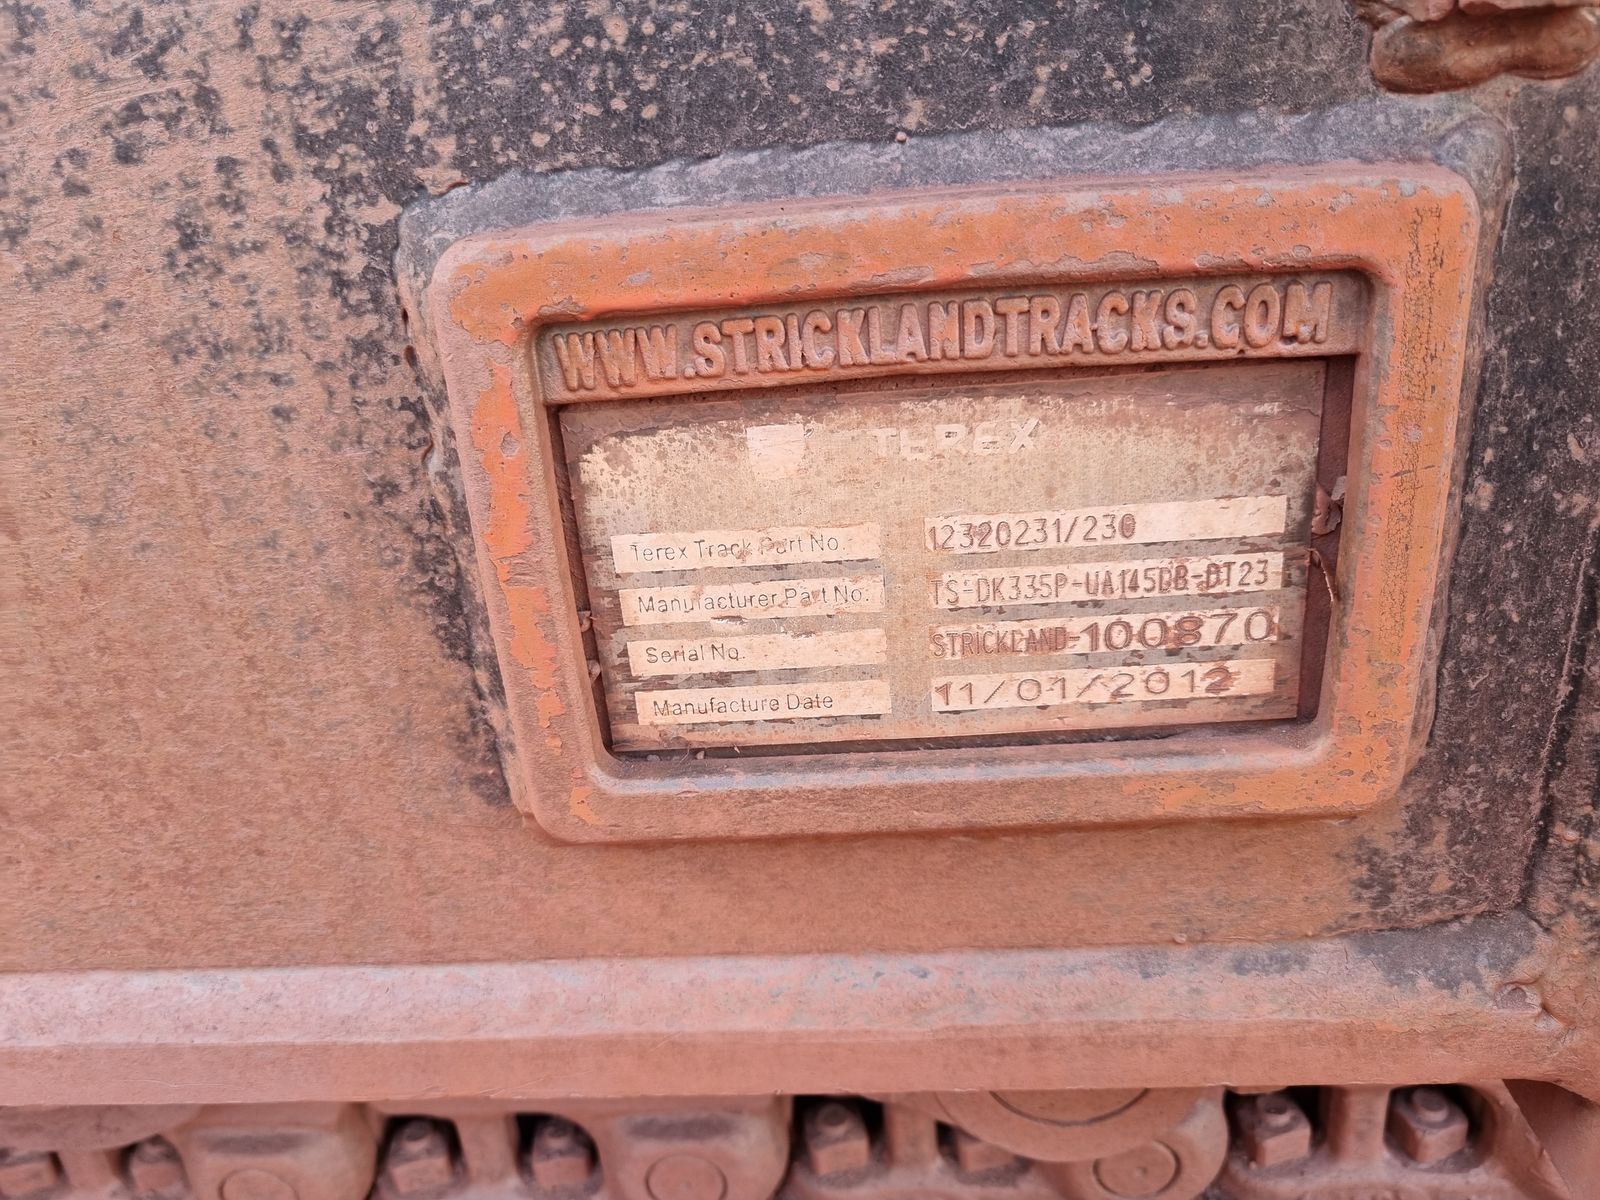 WWW.STRICKLANDTRACKS.COM
TEREX
Terex Track Part No. 12320231/230
Manufacturer Part No. TS-DK335P-UA145DB-DT23
Serial No. STRICKLAND-100870
Manufacture Date 11/01/2012